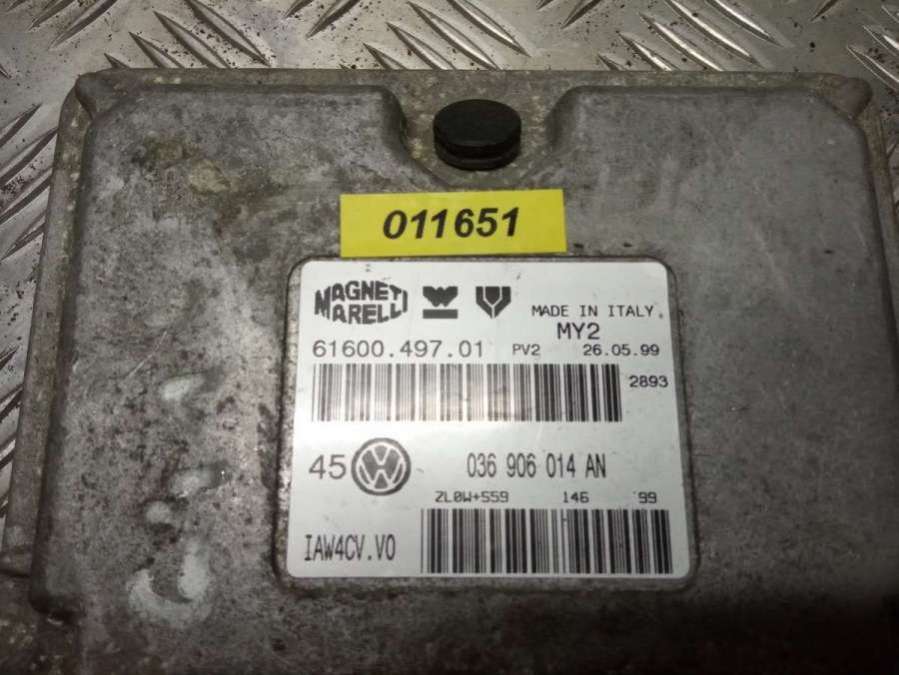 011651
MAGNETI
MARELLI
MADE IN ITALY
MY2
61600.497.01 PV2 26.05.99
2893
45 VW 036 906 014 AN
ZL0W+559 146 99
IAW4CV.V0